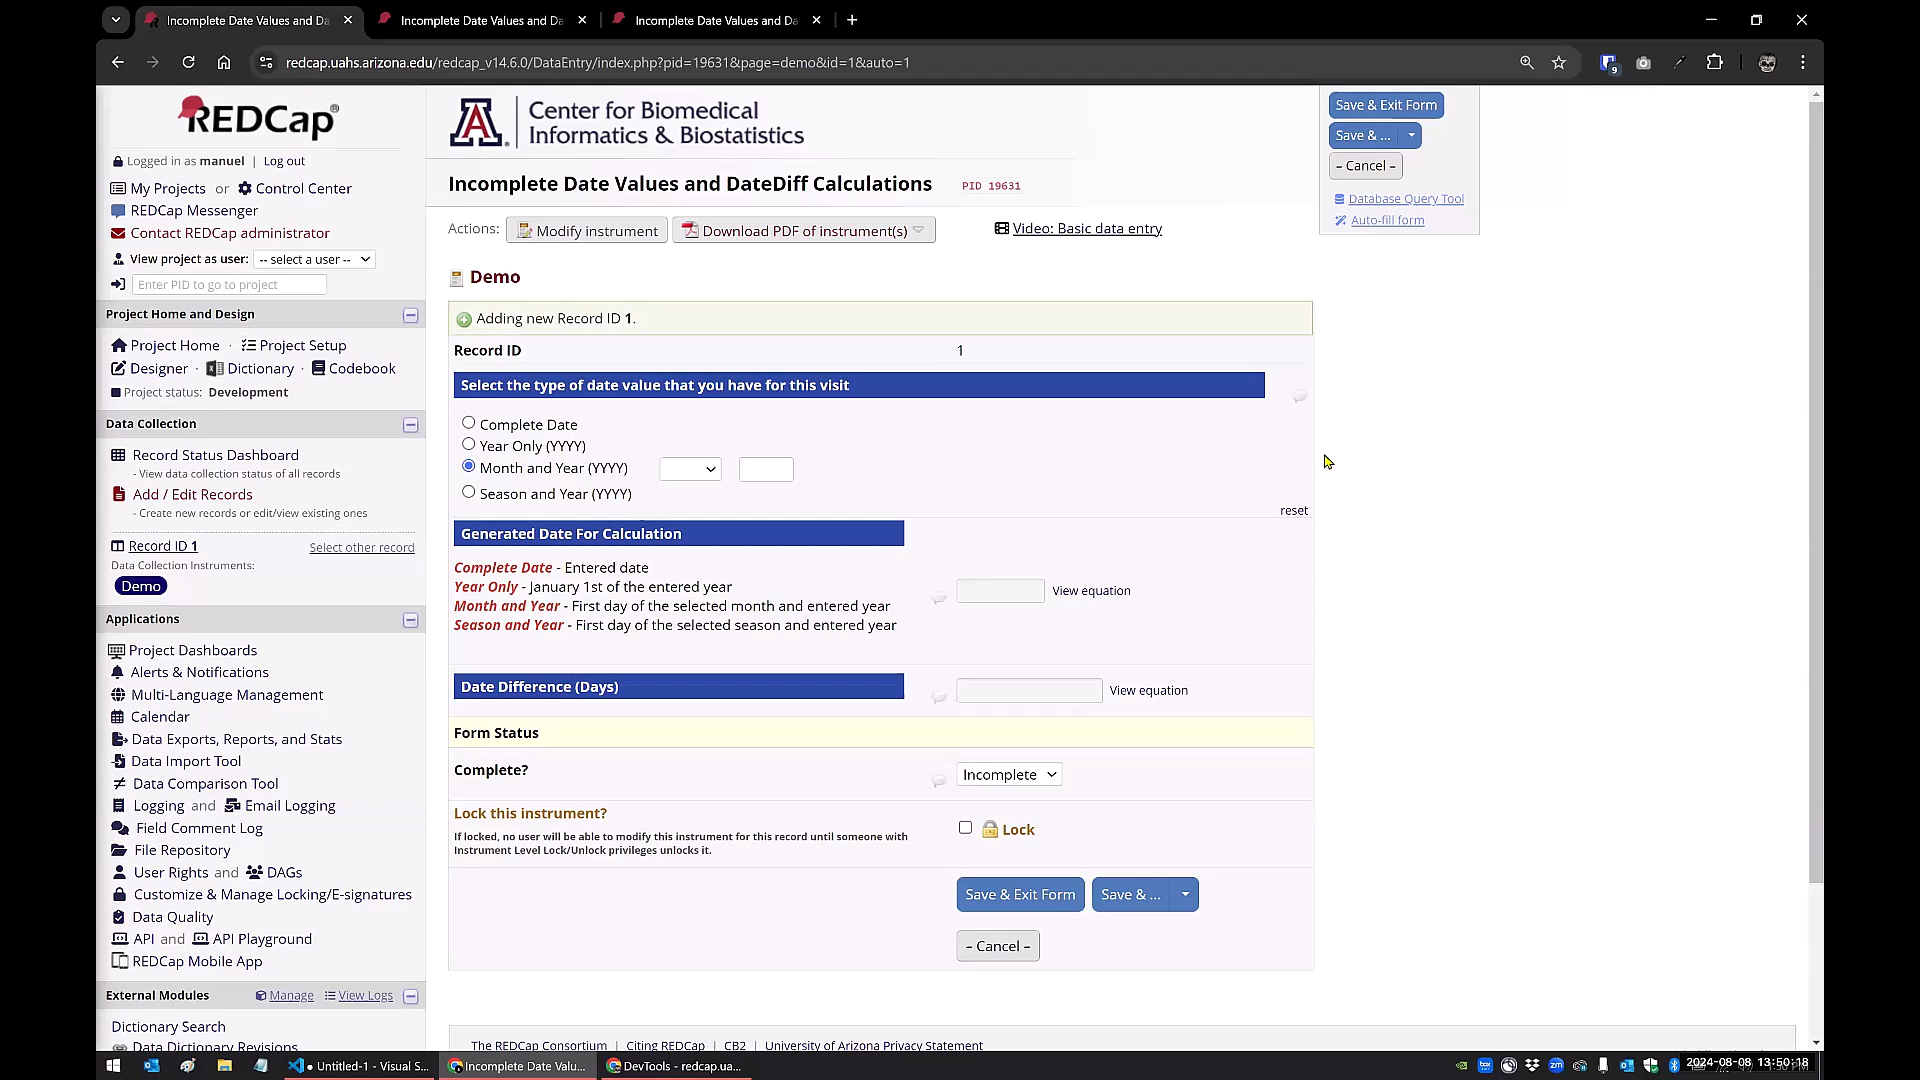 Incomplete Date Values and Da
Incomplete Date Values and Da
Incomplete Date Values and Da
redcap.uahs.arizona.edu/redcap_v14.6.0/DataEntry/index.php?pid=19631&page=demo&id=1&auto=1
9
REDCap®
Logged in as manuel | Log out
My Projects or Control Center
REDCap Messenger
Contact REDCap administrator
View project as user: -- select a user --
Enter PID to go to project
Project Home and Design
Project Home · Project Setup
Designer · Dictionary · Codebook
Project status: Development
Data Collection
Record Status Dashboard
- View data collection status of all records
Add / Edit Records
- Create new records or edit/view existing ones
Record ID 1 Select other record
Data Collection Instruments:
Demo
Applications
Project Dashboards
Alerts & Notifications
Multi-Language Management
Calendar
Data Exports, Reports, and Stats
Data Import Tool
Data Comparison Tool
Logging and Email Logging
Field Comment Log
File Repository
User Rights and DAGs
Customize & Manage Locking/E-signatures
Data Quality
API and API Playground
REDCap Mobile App
External Modules Manage View Logs
Dictionary Search
Data Dictionary Revisions
A
Center for Biomedical
Informatics & Biostatistics
Incomplete Date Values and DateDiff Calculations PID 19631
Actions: Modify instrument Download PDF of instrument(s) Video: Basic data entry
Demo
Adding new Record ID 1.
Record ID 1
Select the type of date value that you have for this visit
Complete Date
Year Only (YYYY)
Month and Year (YYYY)
Season and Year (YYYY)
reset
Generated Date For Calculation
Complete Date - Entered date
Year Only - January 1st of the entered year
Month and Year - First day of the selected month and entered year
Season and Year - First day of the selected season and entered year
View equation
Date Difference (Days)
View equation
Form Status
Complete? Incomplete
Lock this instrument?
If locked, no user will be able to modify this instrument for this record until someone with
Instrument Level Lock/Unlock privileges unlocks it.
Lock
Save & Exit Form Save & ...
– Cancel –
The REDCap Consortium | Citing REDCap | CB2 | University of Arizona Privacy Statement
Save & Exit Form
Save & ...
– Cancel –
Database Query Tool
Auto-fill form
● Untitled-1 - Visual S...
Incomplete Date Valu...
DevTools - redcap.ua...
zm
2024-08-08 13:50:18